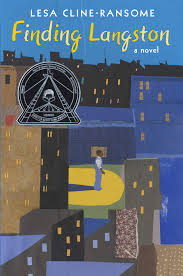 LESA CLINE-RANSOME
Finding Langston
a novel